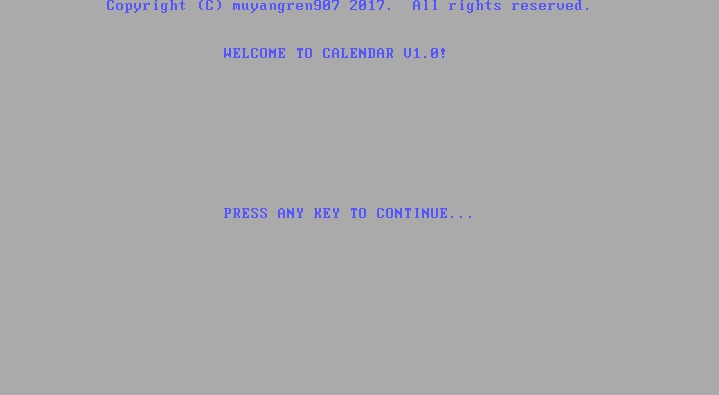 Copyright (C) muyangren907 2017.  All rights reserved.
WELCOME TO CALENDAR V1.0!
PRESS ANY KEY TO CONTINUE...